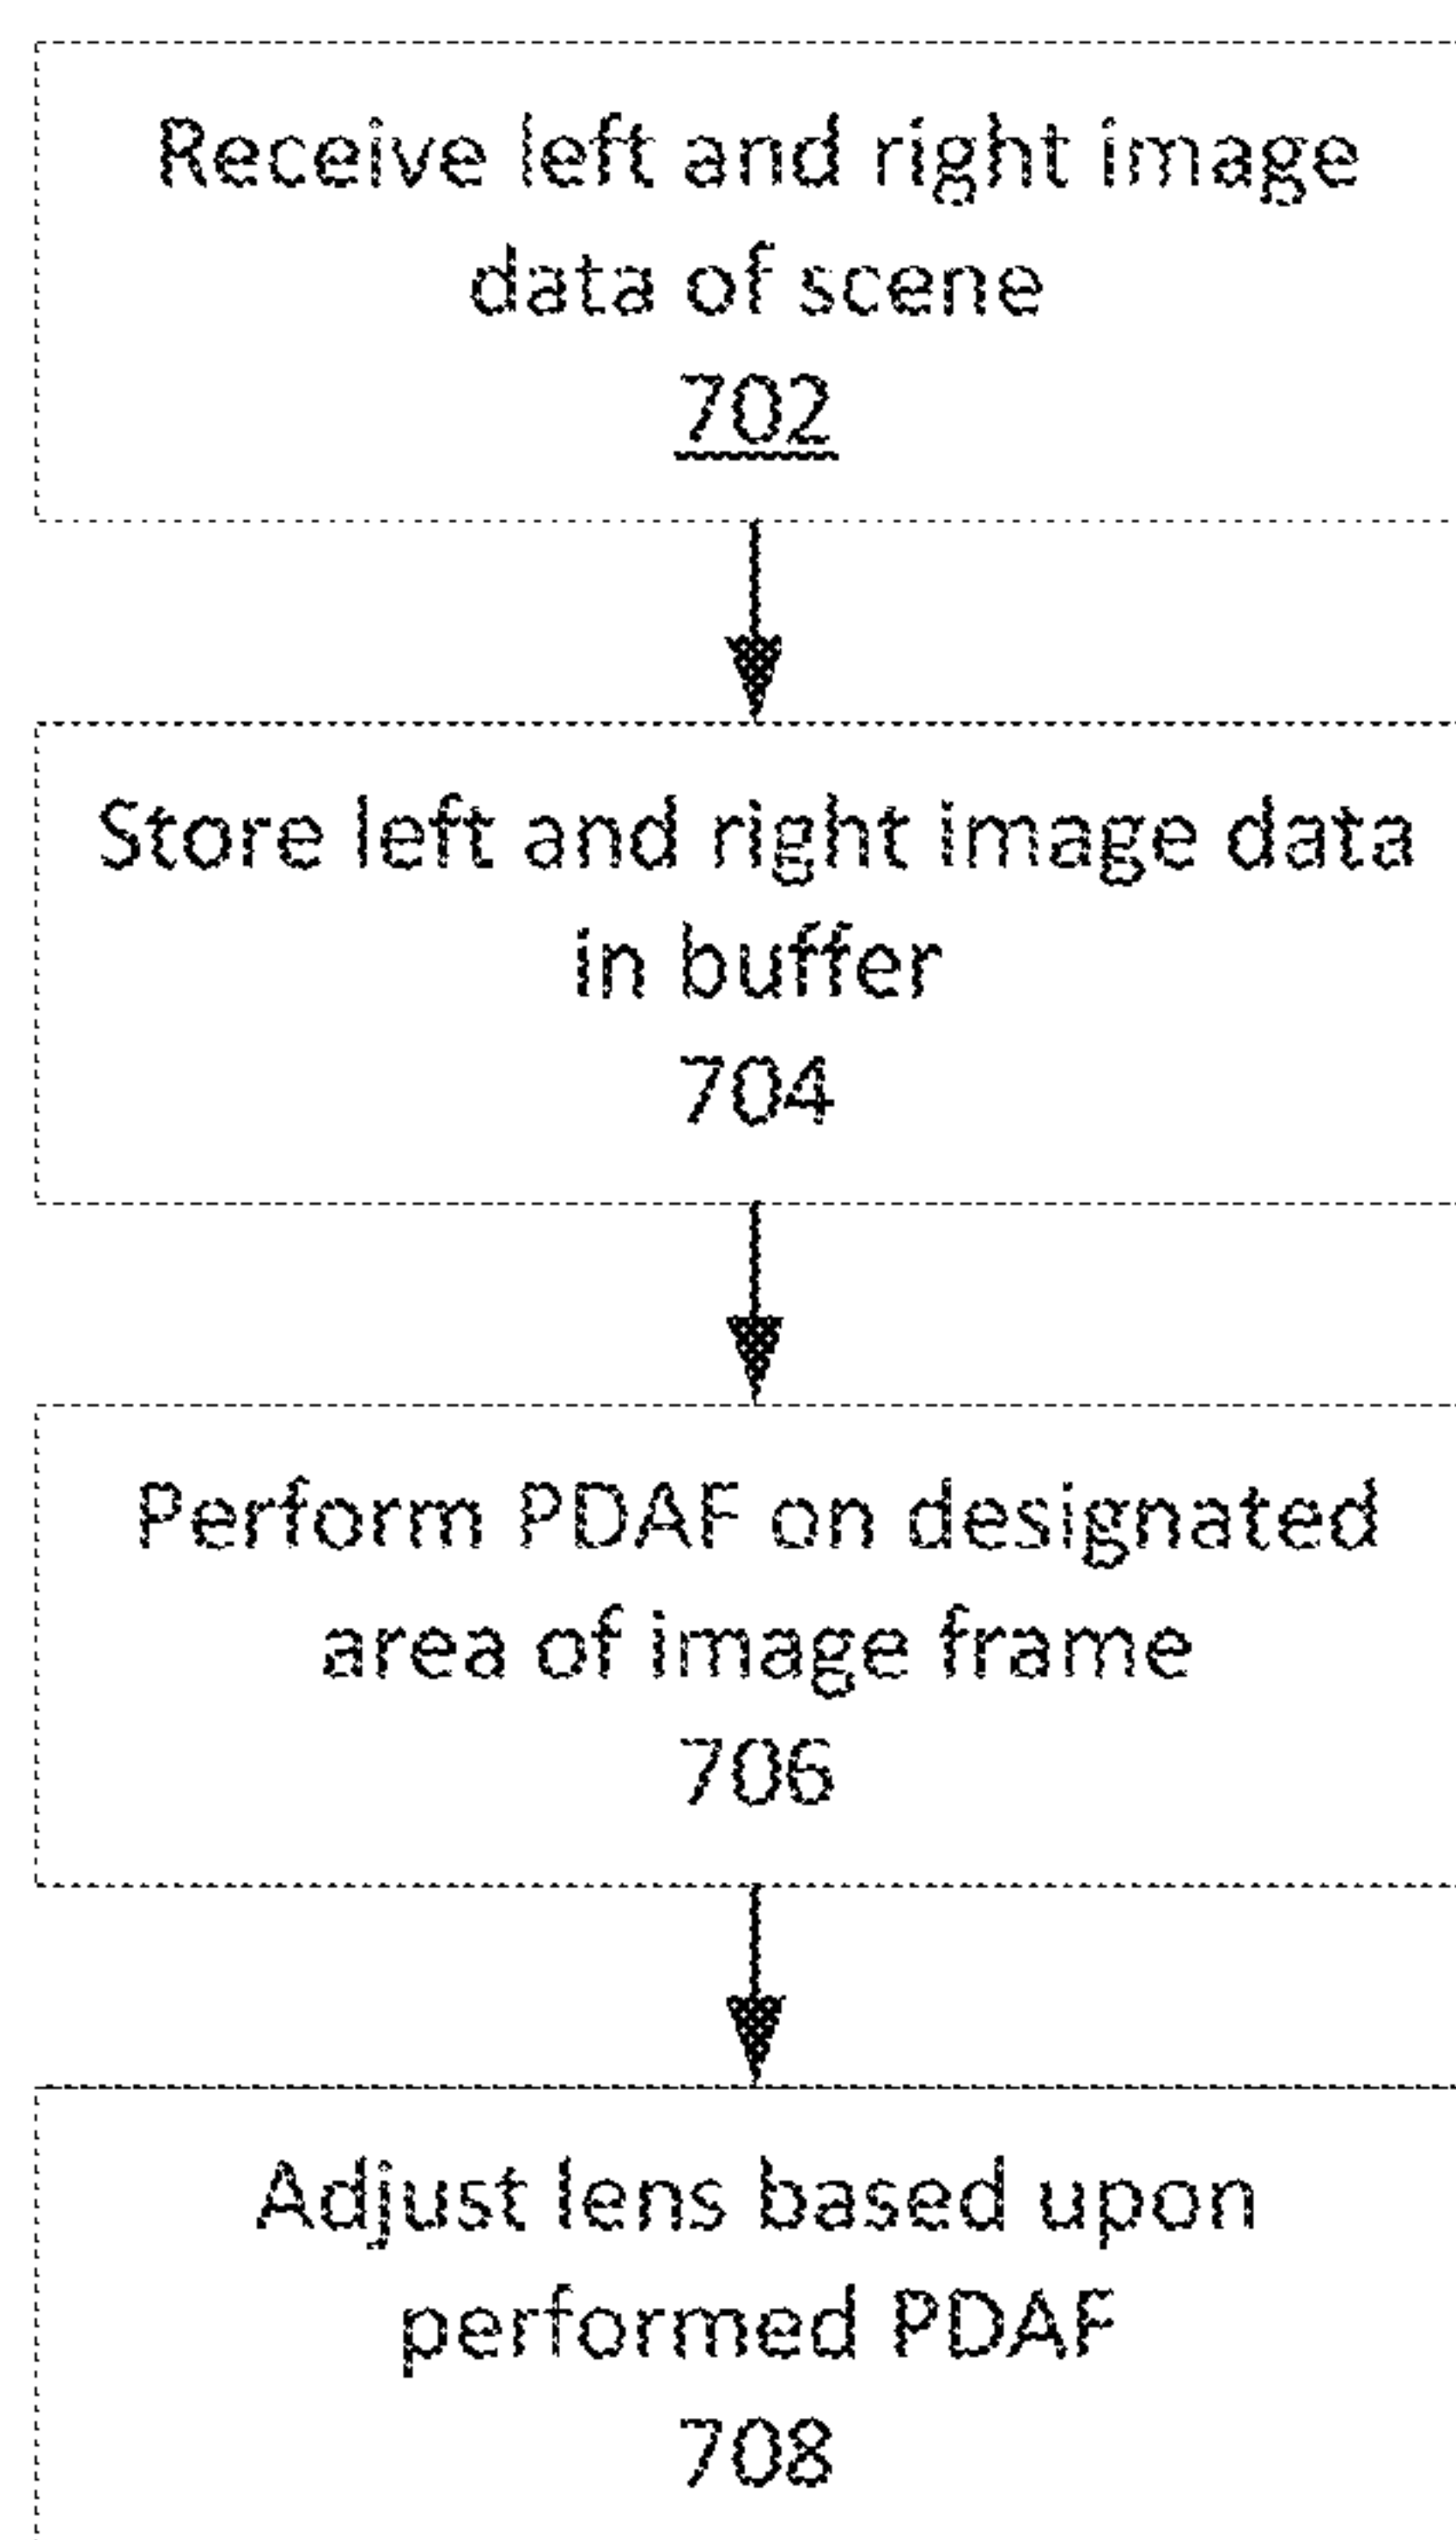 Receive left and right image
data of scene
702
Store left and right image data
in buffer
704
Perform PDAF on designated
area of image frame
706
Adjust lens based upon
performed PDAF
708